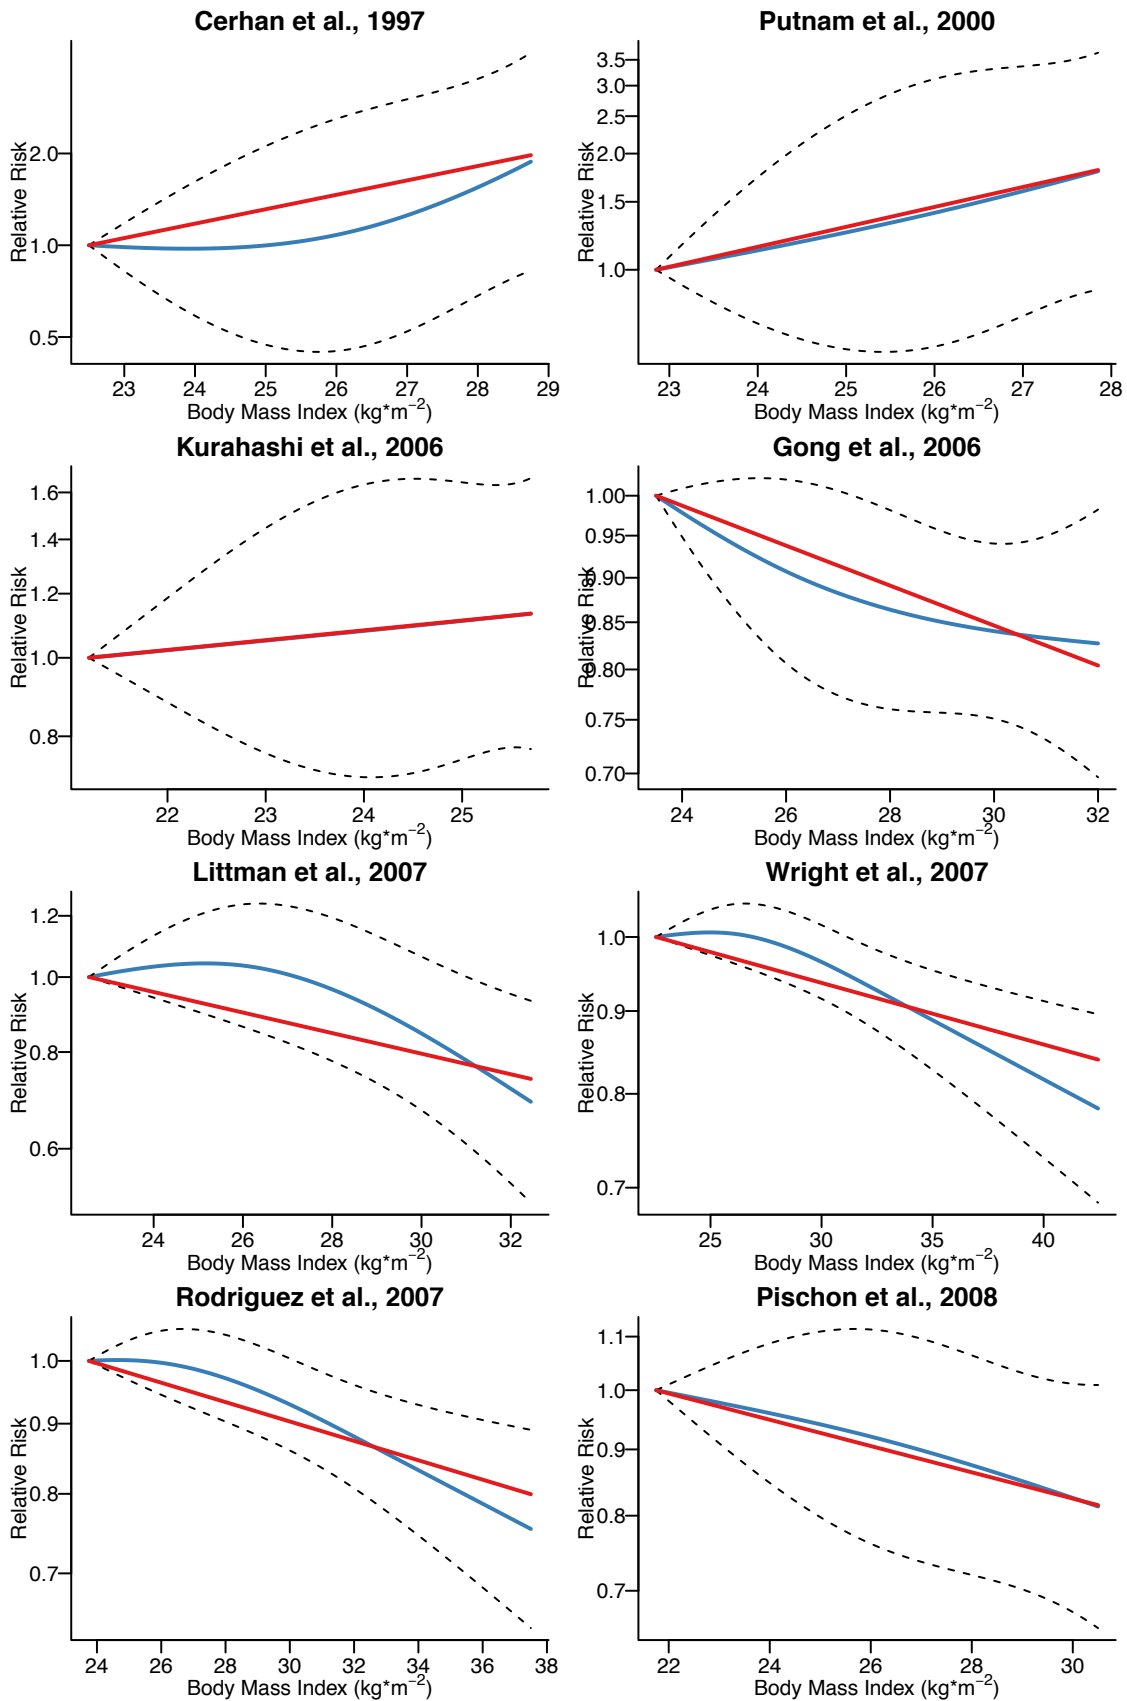 Cerhan et al., 1997
Relative Risk
2.0
1.0
0.5
23 24 25 26 27 28 29
Body Mass Index (kg*m⁻²)
Putnam et al., 2000
Relative Risk
3.5
3.0
2.5
2.0
1.5
1.0
23 24 25 26 27 28
Body Mass Index (kg*m⁻²)
Kurahashi et al., 2006
Relative Risk
1.6
1.4
1.2
1.0
0.8
22 23 24 25
Body Mass Index (kg*m⁻²)
Gong et al., 2006
Relative Risk
1.00
0.95
0.90
0.85
0.80
0.75
0.70
24 26 28 30 32
Body Mass Index (kg*m⁻²)
Littman et al., 2007
Relative Risk
1.2
1.0
0.8
0.6
24 26 28 30 32
Body Mass Index (kg*m⁻²)
Wright et al., 2007
Relative Risk
1.0
0.9
0.8
0.7
25 30 35 40
Body Mass Index (kg*m⁻²)
Rodriguez et al., 2007
Relative Risk
1.0
0.9
0.8
0.7
24 26 28 30 32 34 36 38
Body Mass Index (kg*m⁻²)
Pischon et al., 2008
Relative Risk
1.1
1.0
0.9
0.8
0.7
22 24 26 28 30
Body Mass Index (kg*m⁻²)